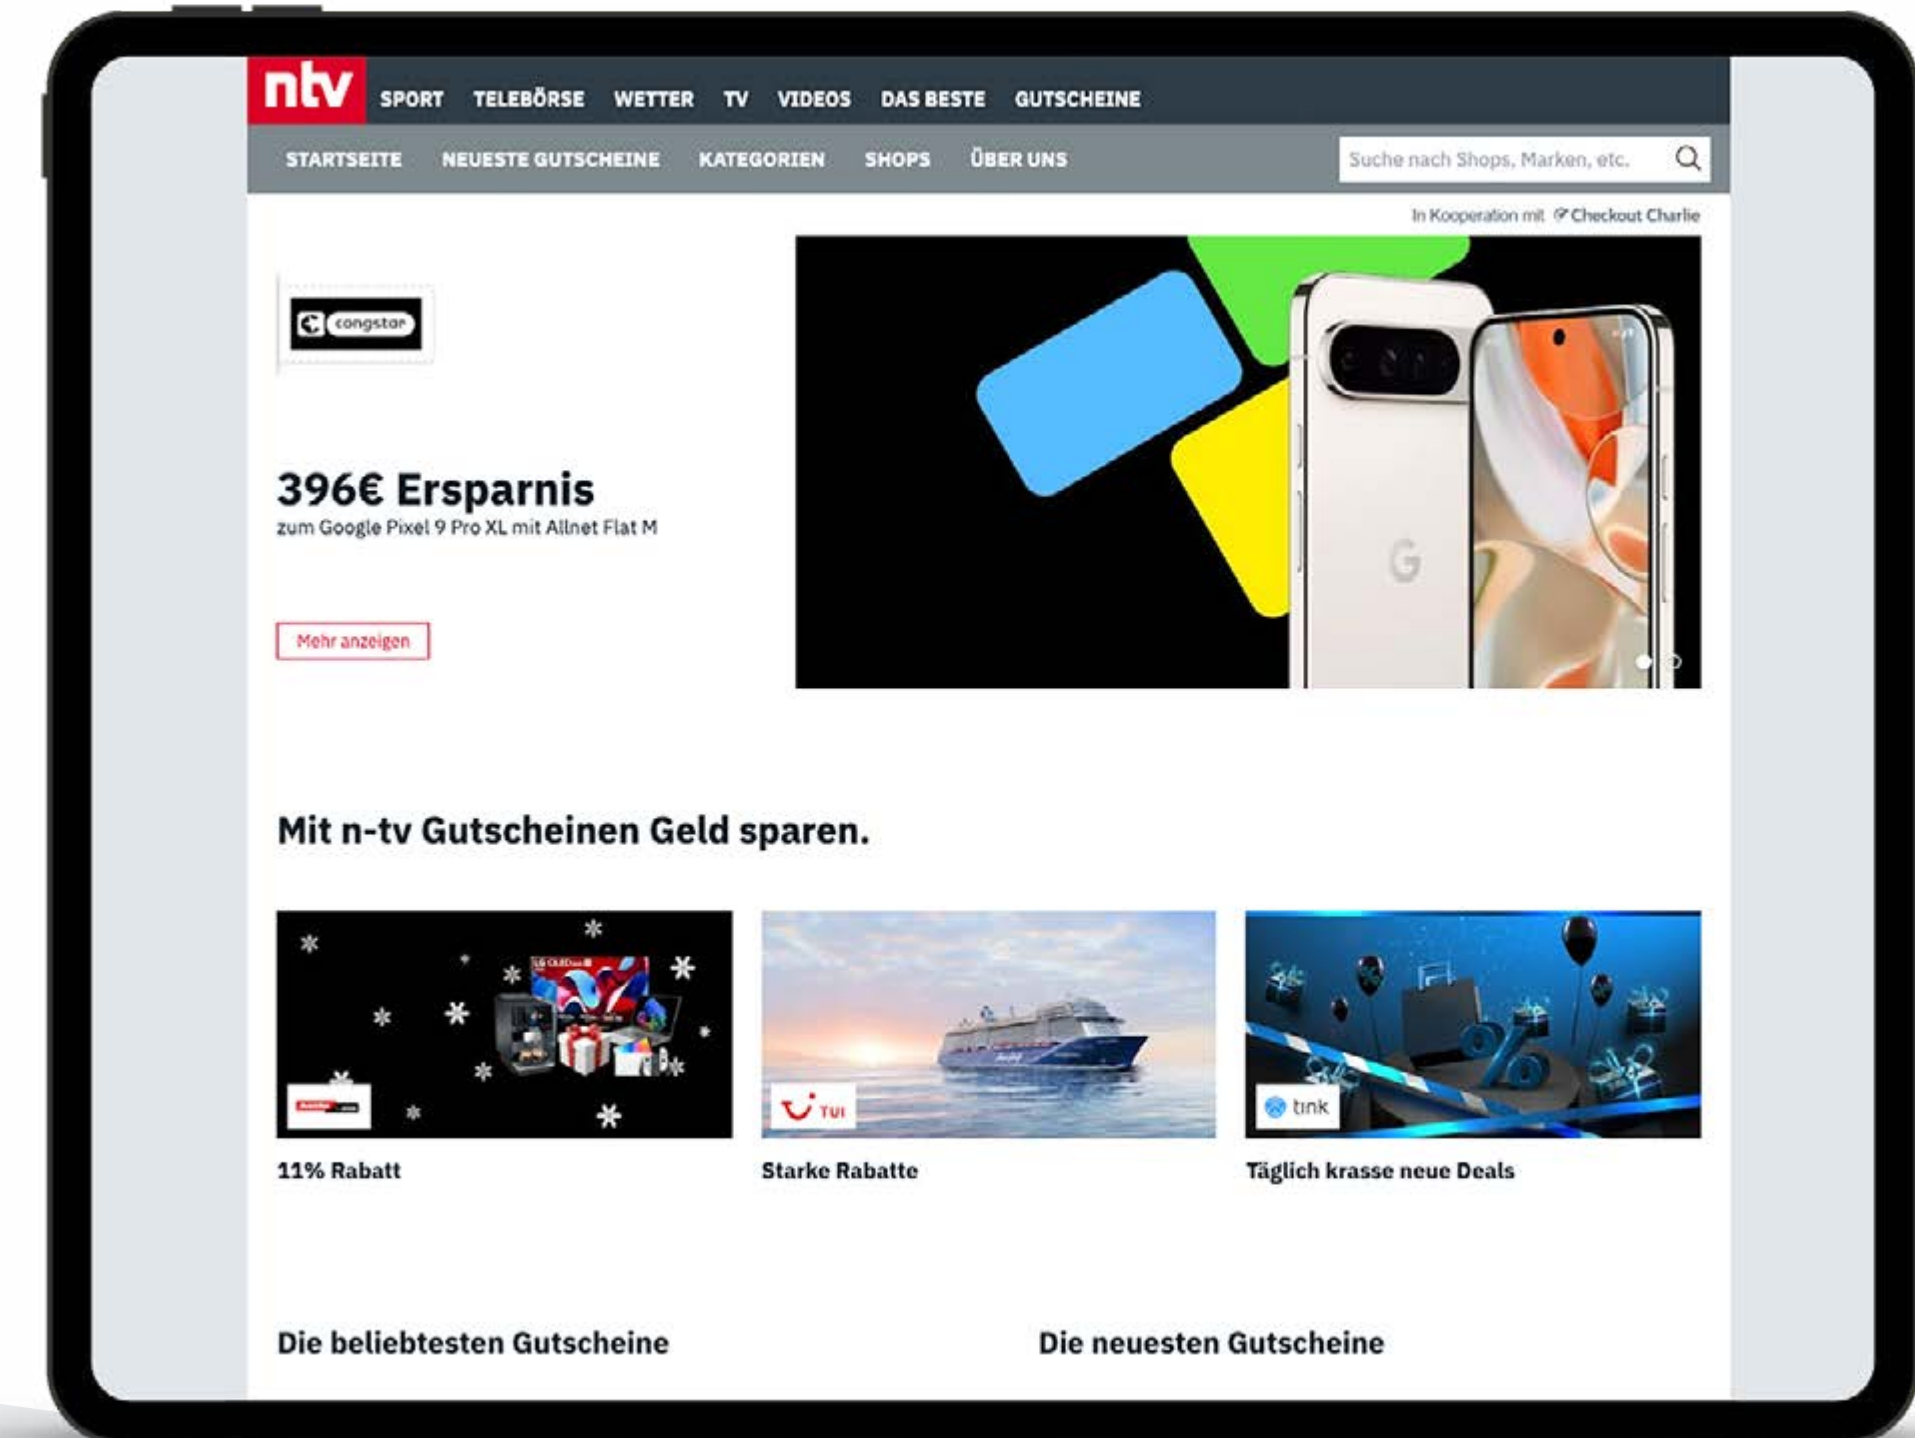 ntv SPORT TELEBÖRSE WETTER TV VIDEOS DAS BESTE GUTSCHEINE
STARTSEITE NEUESTE GUTSCHEINE KATEGORIEN SHOPS ÜBER UNS Suche nach Shops, Marken, etc.
In Kooperation mit Checkout Charlie
congstar
396€ Ersparnis
zum Google Pixel 9 Pro XL mit Allnet Flat M
G
Mehr anzeigen
Mit n-tv Gutscheinen Geld sparen.
LG OLED
%
TUI
tink
11% Rabatt
Starke Rabatte
Täglich krasse neue Deals
Die beliebtesten Gutscheine
Die neuesten Gutscheine